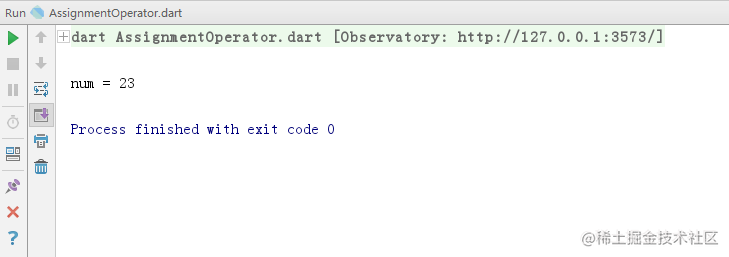 Run AssignmentOperator.dart
dart AssignmentOperator.dart [Observatory: http://127.0.0.1:3573/]
num = 23
Process finished with exit code 0
@稀土掘金技术社区